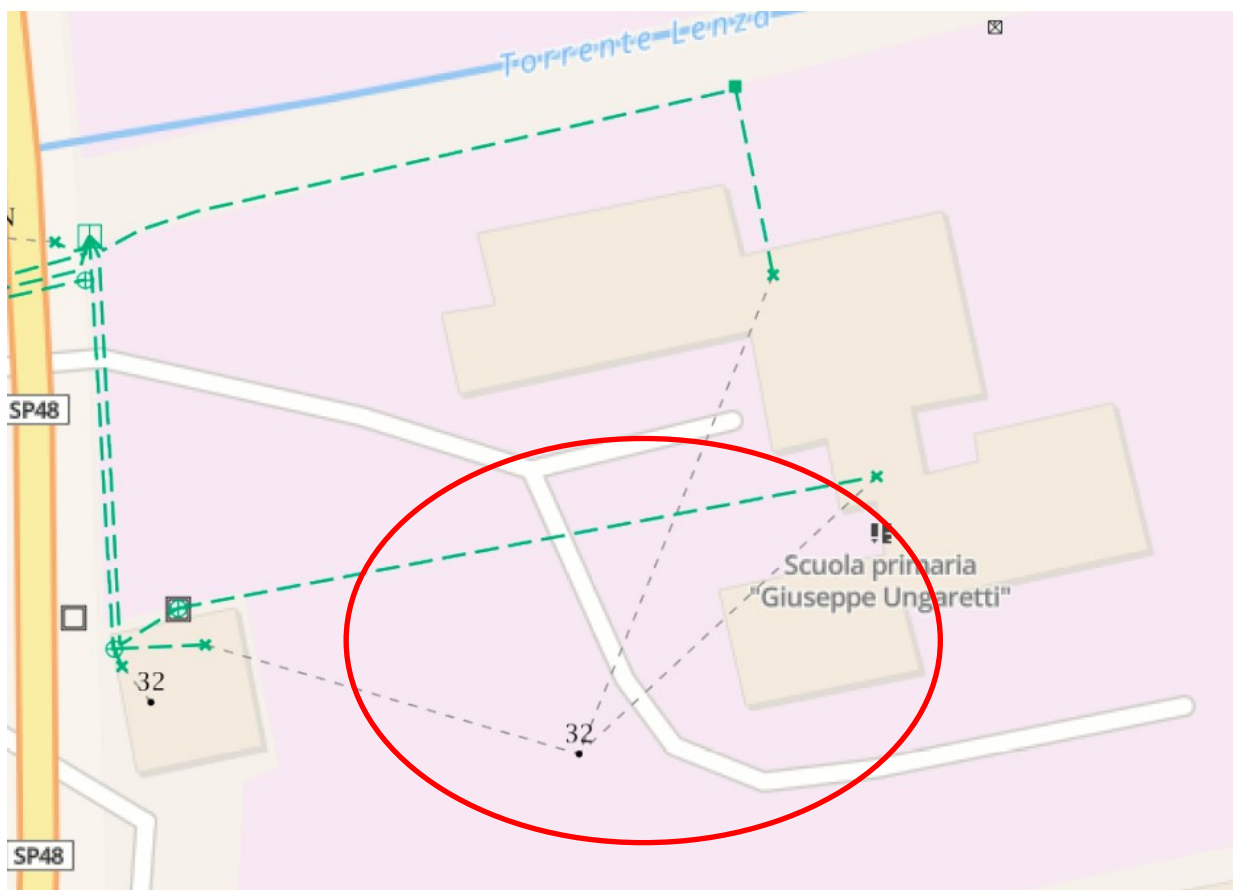 Torrente Lenza
N
SP48
Scuola primaria
"Giuseppe Ungaretti"
32
32
SP48